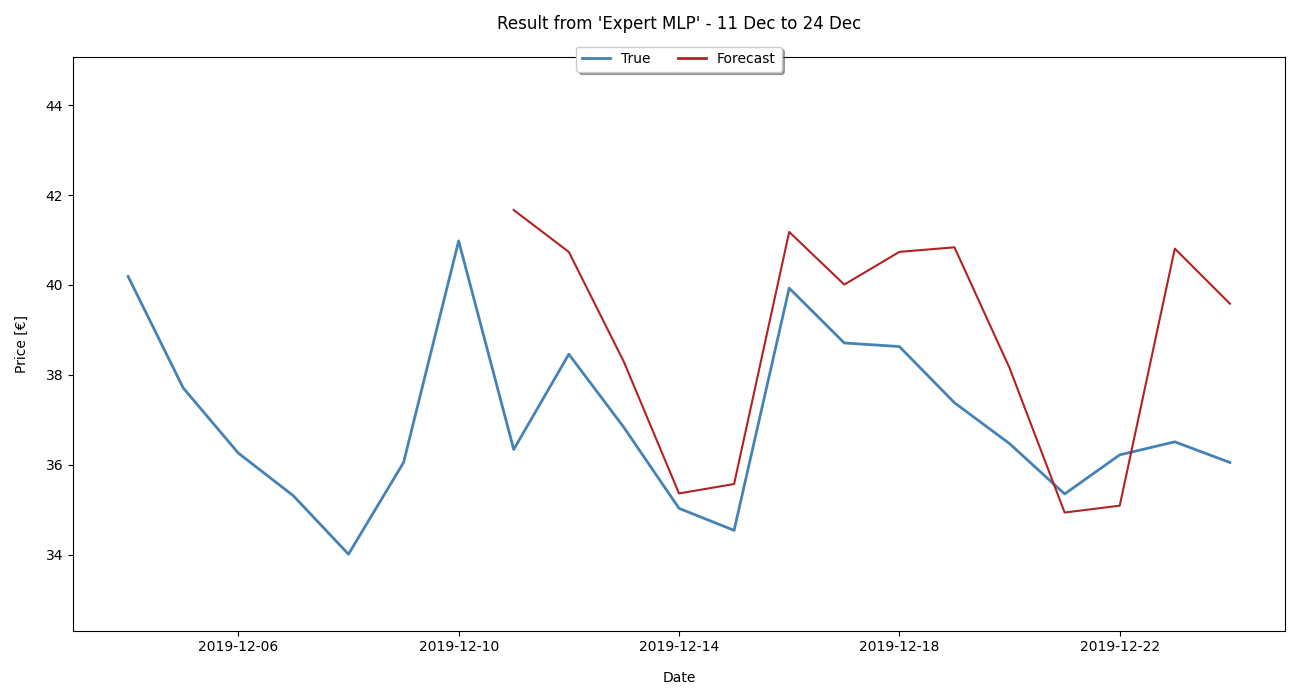 Result from 'Expert MLP' - 11 Dec to 24 Dec
True Forecast
44
42
40
38
36
34
Price [€]
2019-12-06 2019-12-10 2019-12-14 2019-12-18 2019-12-22
Date